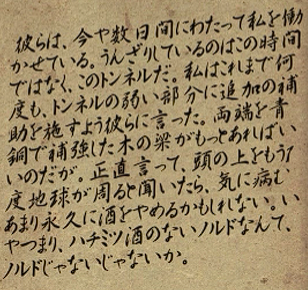 彼らは、今や数日間にわたって私を働
かせている。うんざりしているのはこの時間
ではなく、このトンネルだ。私はこれまで何
度も、トンネルの弱い部分に追加の補
助を施すよう彼らに言った。両端を青
銅で補強した木の梁がもっとあればい
いのだが。正直言って、頭の上をもう1
度地球が周ると聞いたら、気に病む
あまり永久に酒をやめるかもしれない。い
やつまり、ハチミツ酒のないノルドなんて、
ノルドじゃないじゃないか。